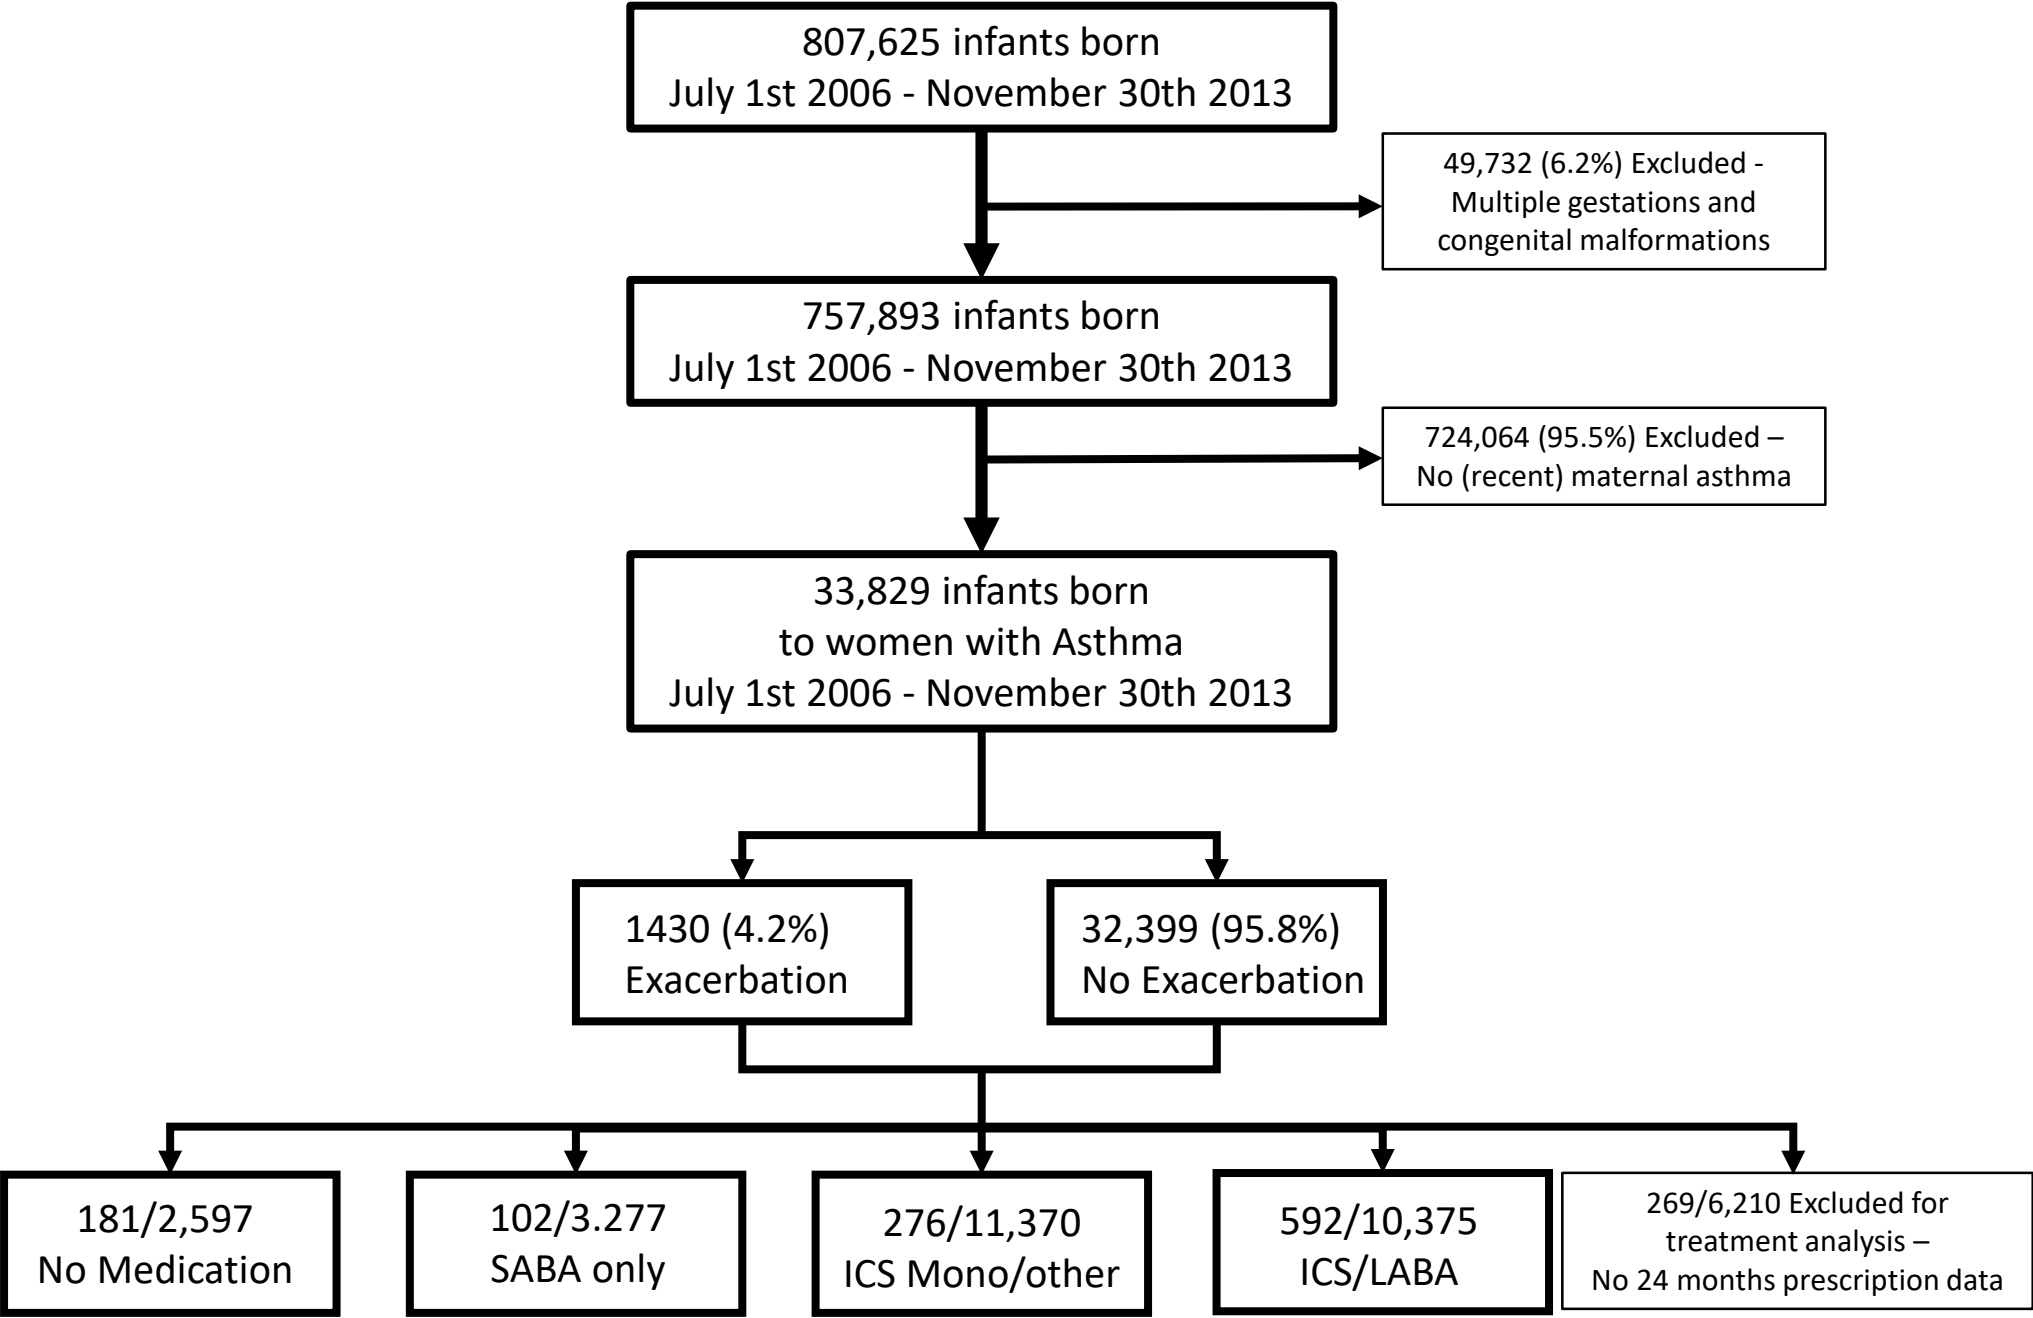 807,625 infants born
July 1st 2006 - November 30th 2013
49,732 (6.2%) Excluded -
Multiple gestations and
congenital malformations
757,893 infants born
July 1st 2006 - November 30th 2013
724,064 (95.5%) Excluded –
No (recent) maternal asthma
33,829 infants born
to women with Asthma
July 1st 2006 - November 30th 2013
1430 (4.2%)
Exacerbation
32,399 (95.8%)
No Exacerbation
181/2,597
No Medication
102/3.277
SABA only
276/11,370
ICS Mono/other
592/10,375
ICS/LABA
269/6,210 Excluded for
treatment analysis –
No 24 months prescription data